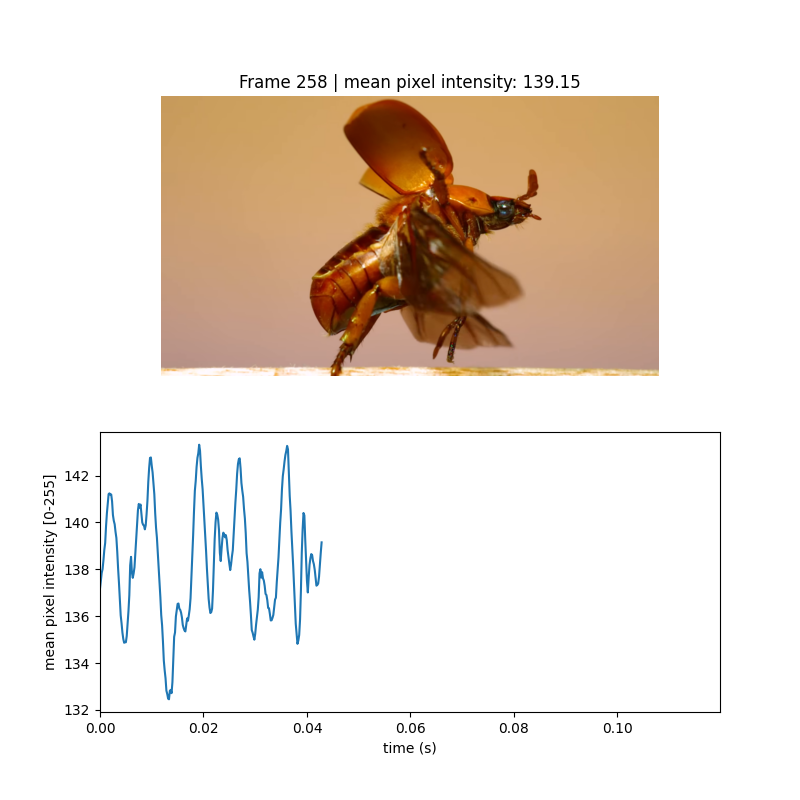 Frame 258 | mean pixel intensity: 139.15
mean pixel intensity [0-255]
142
140
138
136
134
132
0.00 0.02 0.04 0.06 0.08 0.10
time (s)